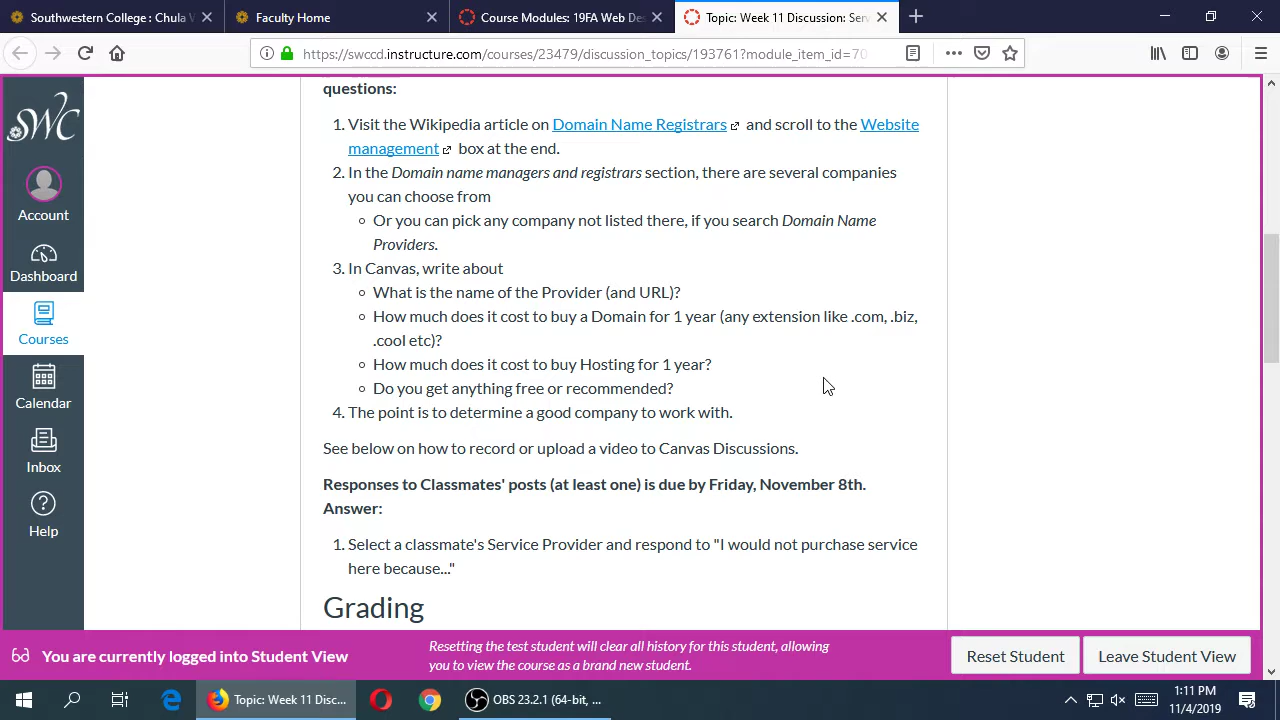 Southwestern College : Chula V
Faculty Home
Course Modules: 19FA Web De
Topic: Week 11 Discussion: Serv
https://swccd.instructure.com/courses/23479/discussion_topics/193761?module_item_id=70
SWC
Account
Dashboard
Courses
Calendar
Inbox
Help
questions:
1. Visit the Wikipedia article on Domain Name Registrars and scroll to the Website
management box at the end.
2. In the Domain name managers and registrars section, there are several companies
you can choose from
Or you can pick any company not listed there, if you search Domain Name
Providers.
3. In Canvas, write about
What is the name of the Provider (and URL)?
How much does it cost to buy a Domain for 1 year (any extension like .com, .biz,
.cool etc)?
How much does it cost to buy Hosting for 1 year?
Do you get anything free or recommended?
4. The point is to determine a good company to work with.
See below on how to record or upload a video to Canvas Discussions.
Responses to Classmates' posts (at least one) is due by Friday, November 8th.
Answer:
1. Select a classmate's Service Provider and respond to "I would not purchase service
here because..."
Grading
You are currently logged into Student View
Resetting the test student will clear all history for this student, allowing
you to view the course as a brand new student.
Reset Student
Leave Student View
Topic: Week 11 Disc...
OBS 23.2.1 (64-bit, ...
1:11 PM
11/4/2019